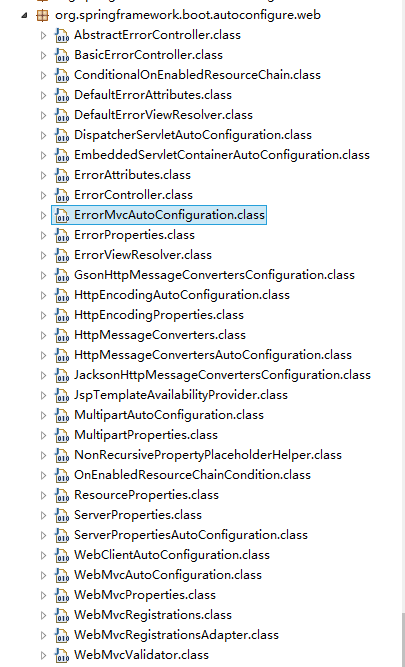 org.springframework.boot.autoconfigure.web
AbstractErrorController.class
BasicErrorController.class
ConditionalOnEnabledResourceChain.class
DefaultErrorAttributes.class
DefaultErrorViewResolver.class
DispatcherServletAutoConfiguration.class
EmbeddedServletContainerAutoConfiguration.class
ErrorAttributes.class
ErrorController.class
ErrorMvcAutoConfiguration.class
ErrorProperties.class
ErrorViewResolver.class
GsonHttpMessageConvertersConfiguration.class
HttpEncodingAutoConfiguration.class
HttpEncodingProperties.class
HttpMessageConverters.class
HttpMessageConvertersAutoConfiguration.class
JacksonHttpMessageConvertersConfiguration.class
JspTemplateAvailabilityProvider.class
MultipartAutoConfiguration.class
MultipartProperties.class
NonRecursivePropertyPlaceholderHelper.class
OnEnabledResourceChainCondition.class
ResourceProperties.class
ServerProperties.class
ServerPropertiesAutoConfiguration.class
WebClientAutoConfiguration.class
WebMvcAutoConfiguration.class
WebMvcProperties.class
WebMvcRegistrations.class
WebMvcRegistrationsAdapter.class
WebMvcValidator.class